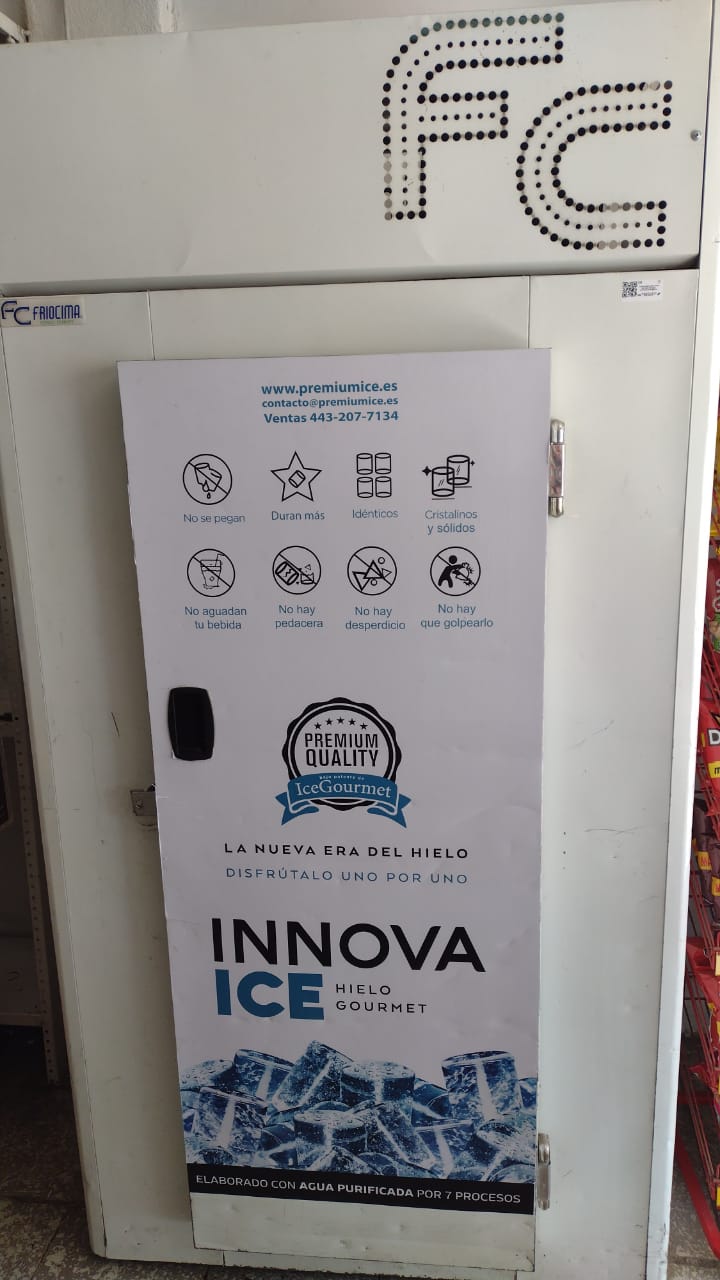 FC
FC FRIOCIMA
www.premiumice.es
contacto@premiumice.es
Ventas 443-207-7134
No se pegan
Duran más
Idénticos
Cristalinos
y sólidos
No aguadan
tu bebida
No hay
pedacera
No hay
desperdicio
No hay
que golpearlo
PREMIUM
QUALITY
Bajo patente de
IceGourmet
LA NUEVA ERA DEL HIELO
DISFRÚTALO UNO POR UNO
INNOVA
ICE HIELO
GOURMET
ELABORADO CON AGUA PURIFICADA POR 7 PROCESOS